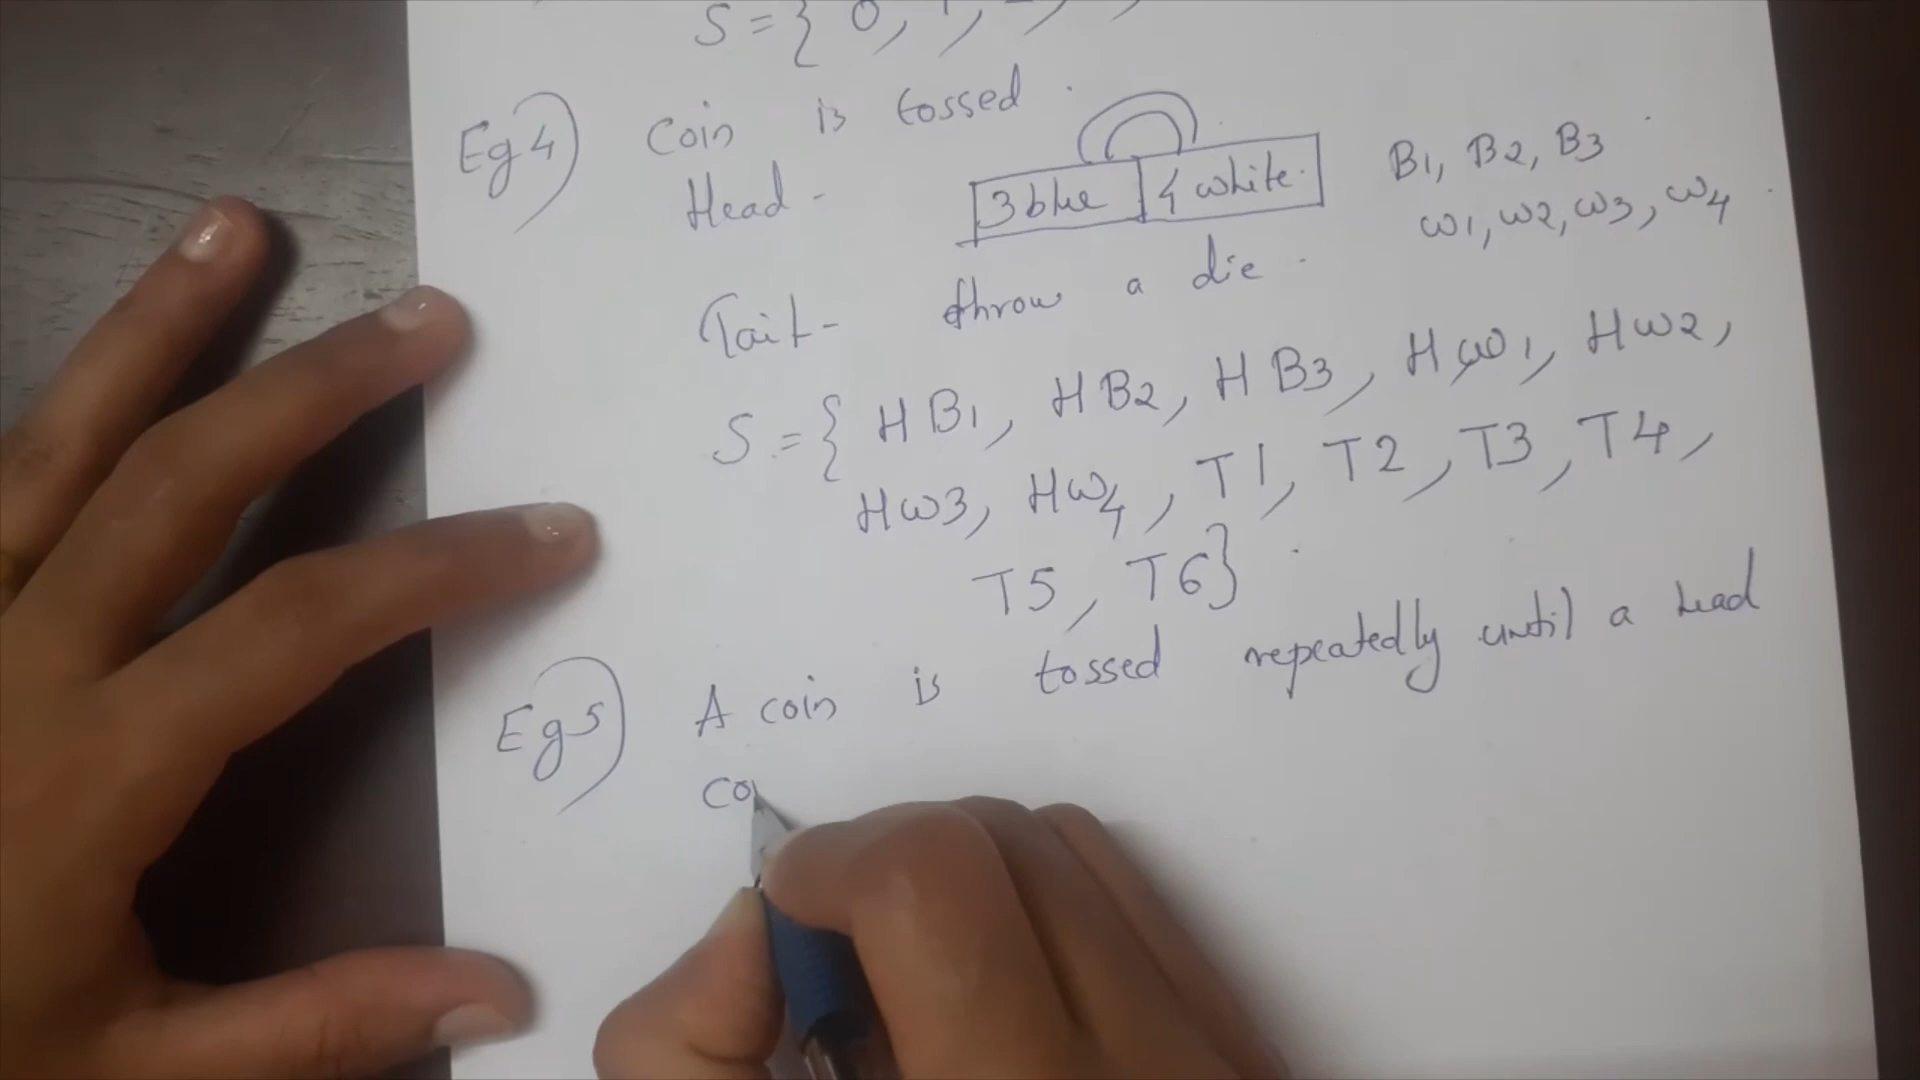 S = { 0, 1,
Eg 4) Coin is tossed.
Head - 3 blue 4 white. B1, B2, B3
w1, w2, w3, w4
Tail - throw a die.
S = { HB1, HB2, HB3, Hw1, Hw2,
Hw3, Hw4, T1, T2, T3, T4,
T5, T6}
Eg 5) A coin is tossed repeatedly until a head
co